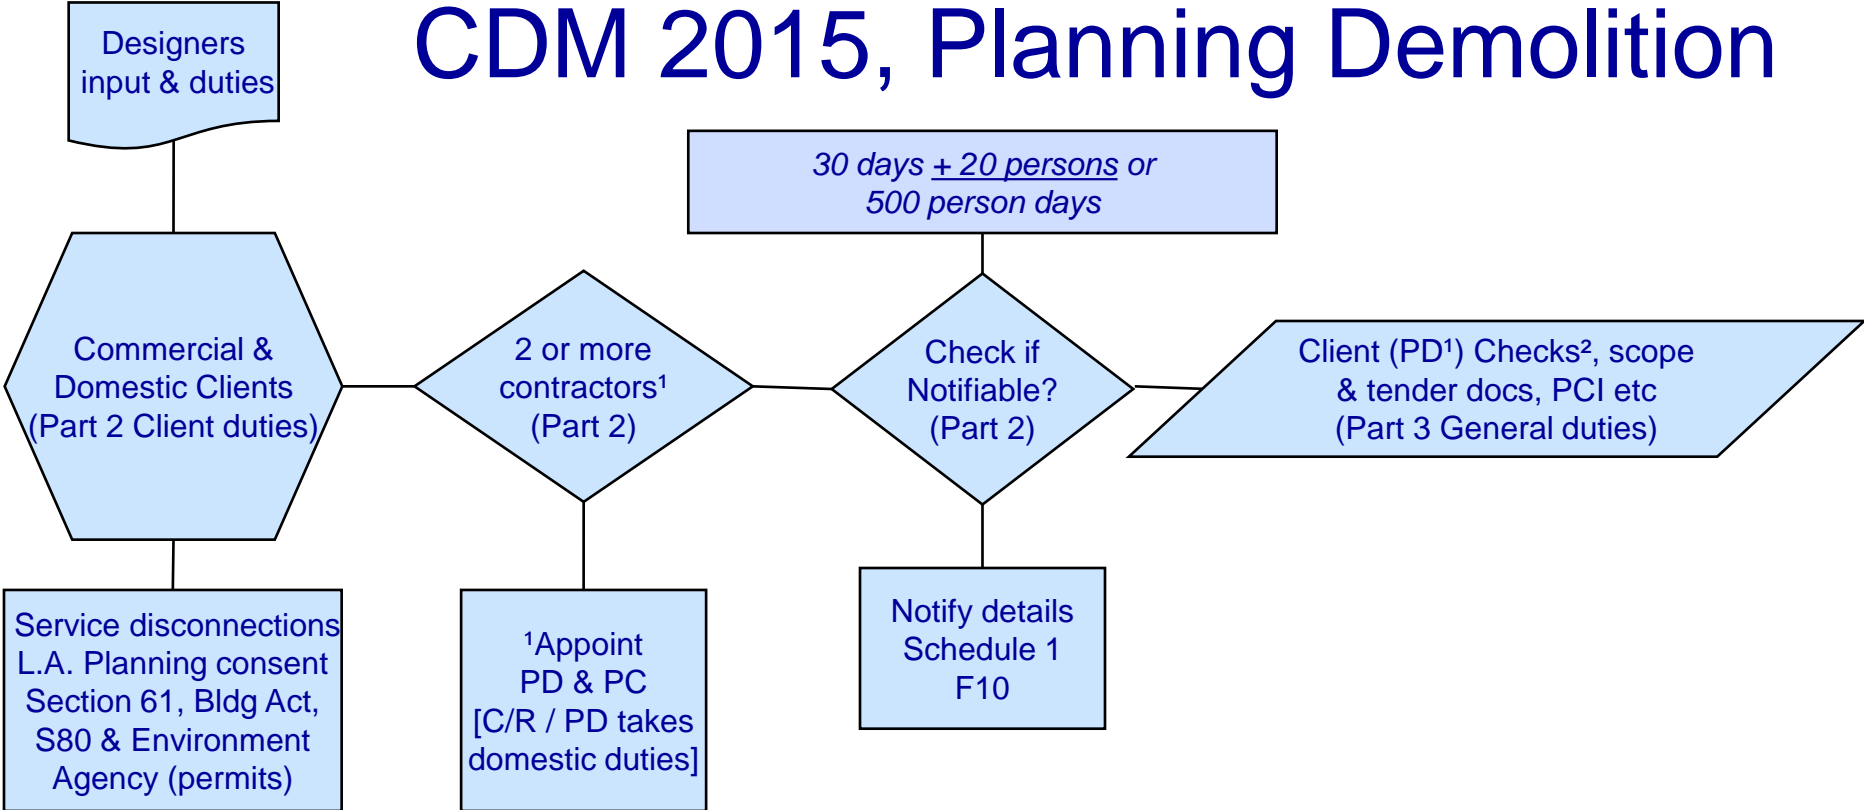 CDM 2015, Planning Demolition
Designers
input & duties
30 days + 20 persons or
500 person days
Commercial &
Domestic Clients
(Part 2 Client duties)
2 or more
contractors¹
(Part 2)
Check if
Notifiable?
(Part 2)
Client (PD¹) Checks², scope
& tender docs, PCI etc
(Part 3 General duties)
Service disconnections
L.A. Planning consent
Section 61, Bldg Act,
S80 & Environment
Agency (permits)
¹Appoint
PD & PC
[C/R / PD takes
domestic duties]
Notify details
Schedule 1
F10